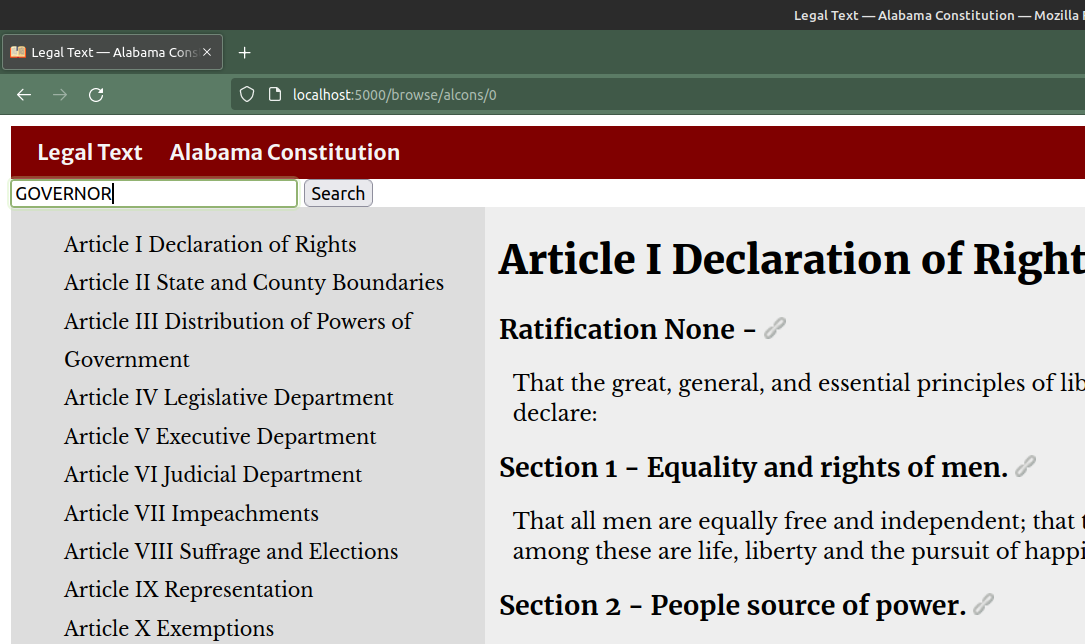 Legal Text — Alabama Constitution — Mozilla
Legal Text — Alabama Cons
localhost:5000/browse/alcons/0
Legal Text Alabama Constitution
GOVERNOR Search
Article I Declaration of Rights
Article II State and County Boundaries
Article III Distribution of Powers of
Government
Article IV Legislative Department
Article V Executive Department
Article VI Judicial Department
Article VII Impeachments
Article VIII Suffrage and Elections
Article IX Representation
Article X Exemptions
Article I Declaration of Right
Ratification None –
That the great, general, and essential principles of lib
declare:
Section 1 – Equality and rights of men.
That all men are equally free and independent; that t
among these are life, liberty and the pursuit of happi
Section 2 – People source of power.